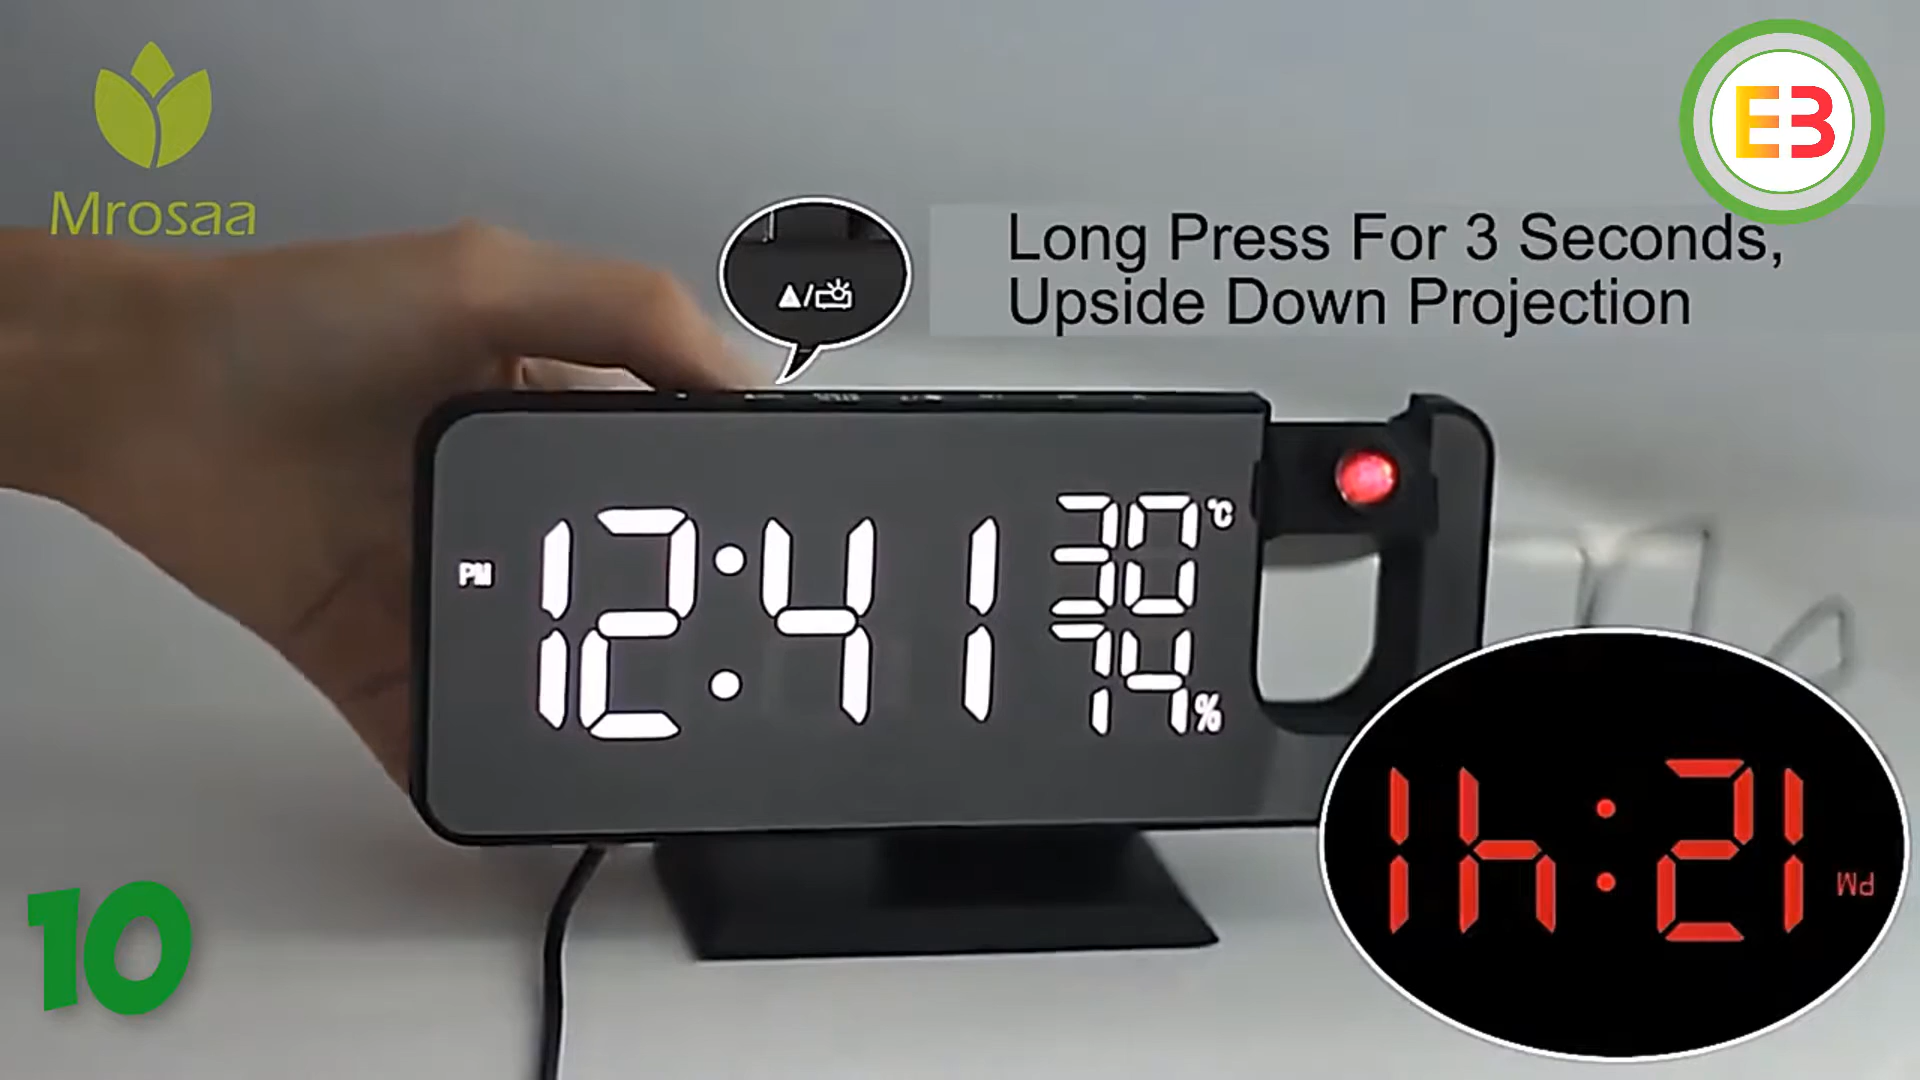 Mrosaa
EB
Long Press For 3 Seconds,
Upside Down Projection
▲/
PM 12:41 1 30 °C
74 %
12:41 PM
10